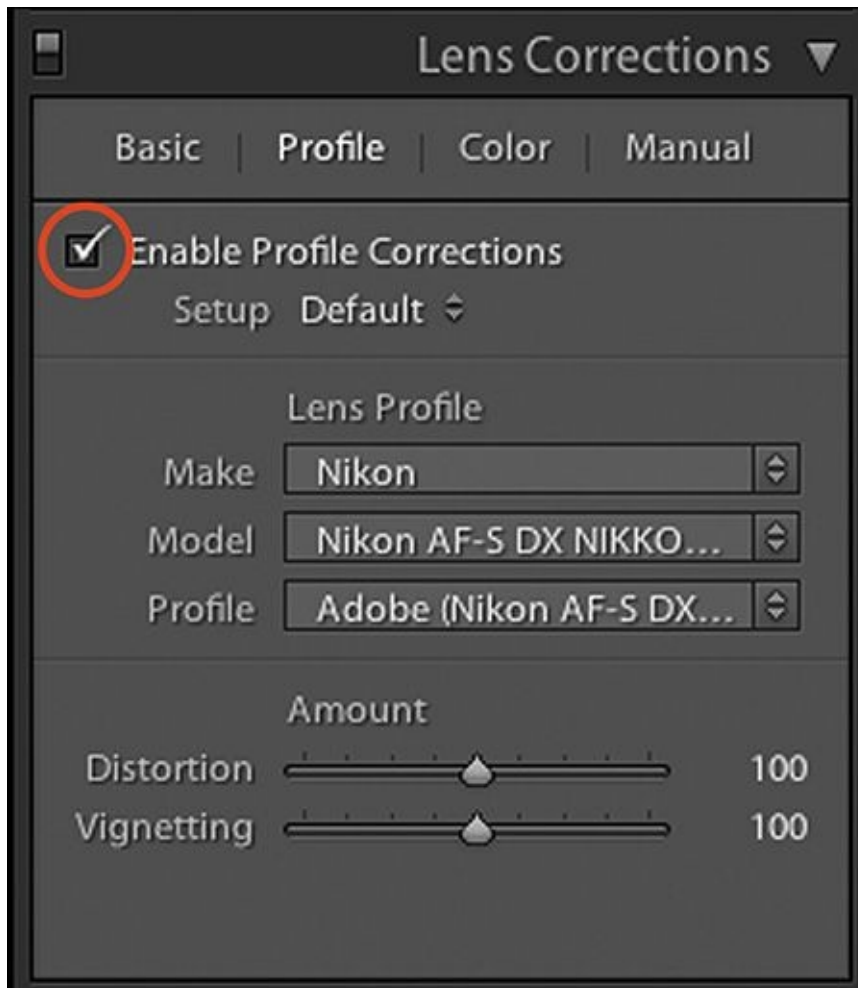 Lens Corrections
Basic | Profile | Color | Manual
Enable Profile Corrections
Setup Default
Lens Profile
Make Nikon
Model Nikon AF-S DX NIKKO...
Profile Adobe (Nikon AF-S DX...
Amount
Distortion 100
Vignetting 100